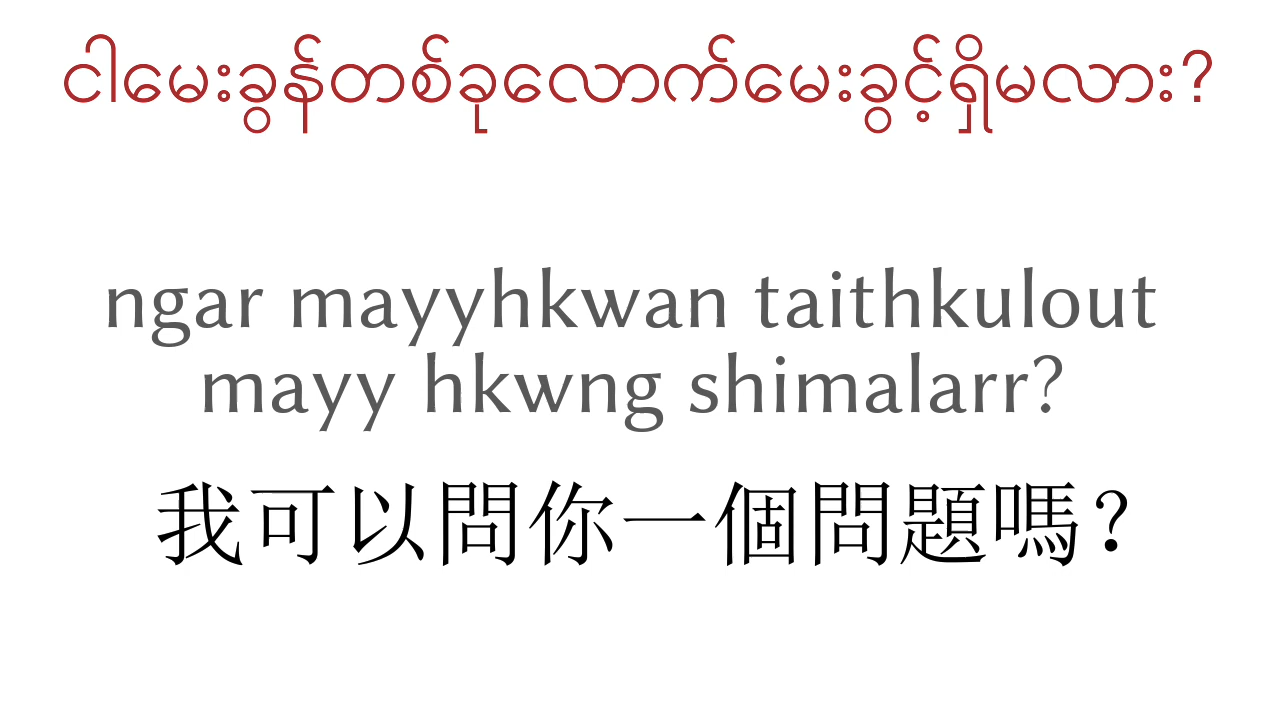 ငါမေးခွန်တစ်ခုလောက်မေးခွင့်ရှိမလား?
ngar mayyhkwan taithkulout
mayy hkwng shimalarr?
我可以問你一個問題嗎？